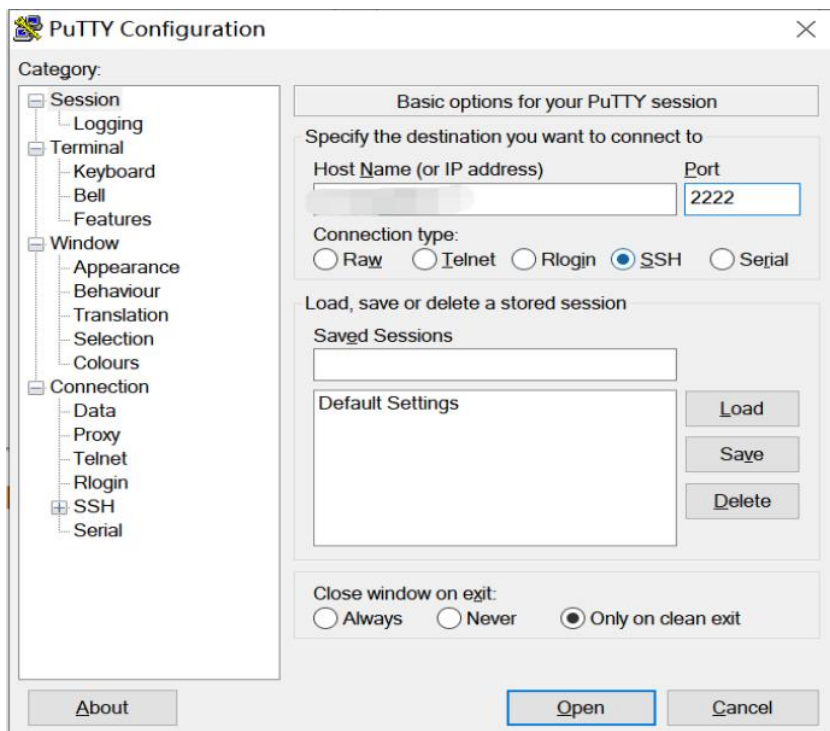 PuTTY Configuration
Category:
Session
Logging
Terminal
Keyboard
Bell
Features
Window
Appearance
Behaviour
Translation
Selection
Colours
Connection
Data
Proxy
Telnet
Rlogin
SSH
Serial
Basic options for your PuTTY session
Specify the destination you want to connect to
Host Name (or IP address) Port
2222
Connection type:
Raw Telnet Rlogin SSH Serial
Load, save or delete a stored session
Saved Sessions
Default Settings
Load
Save
Delete
Close window on exit:
Always Never Only on clean exit
About Open Cancel